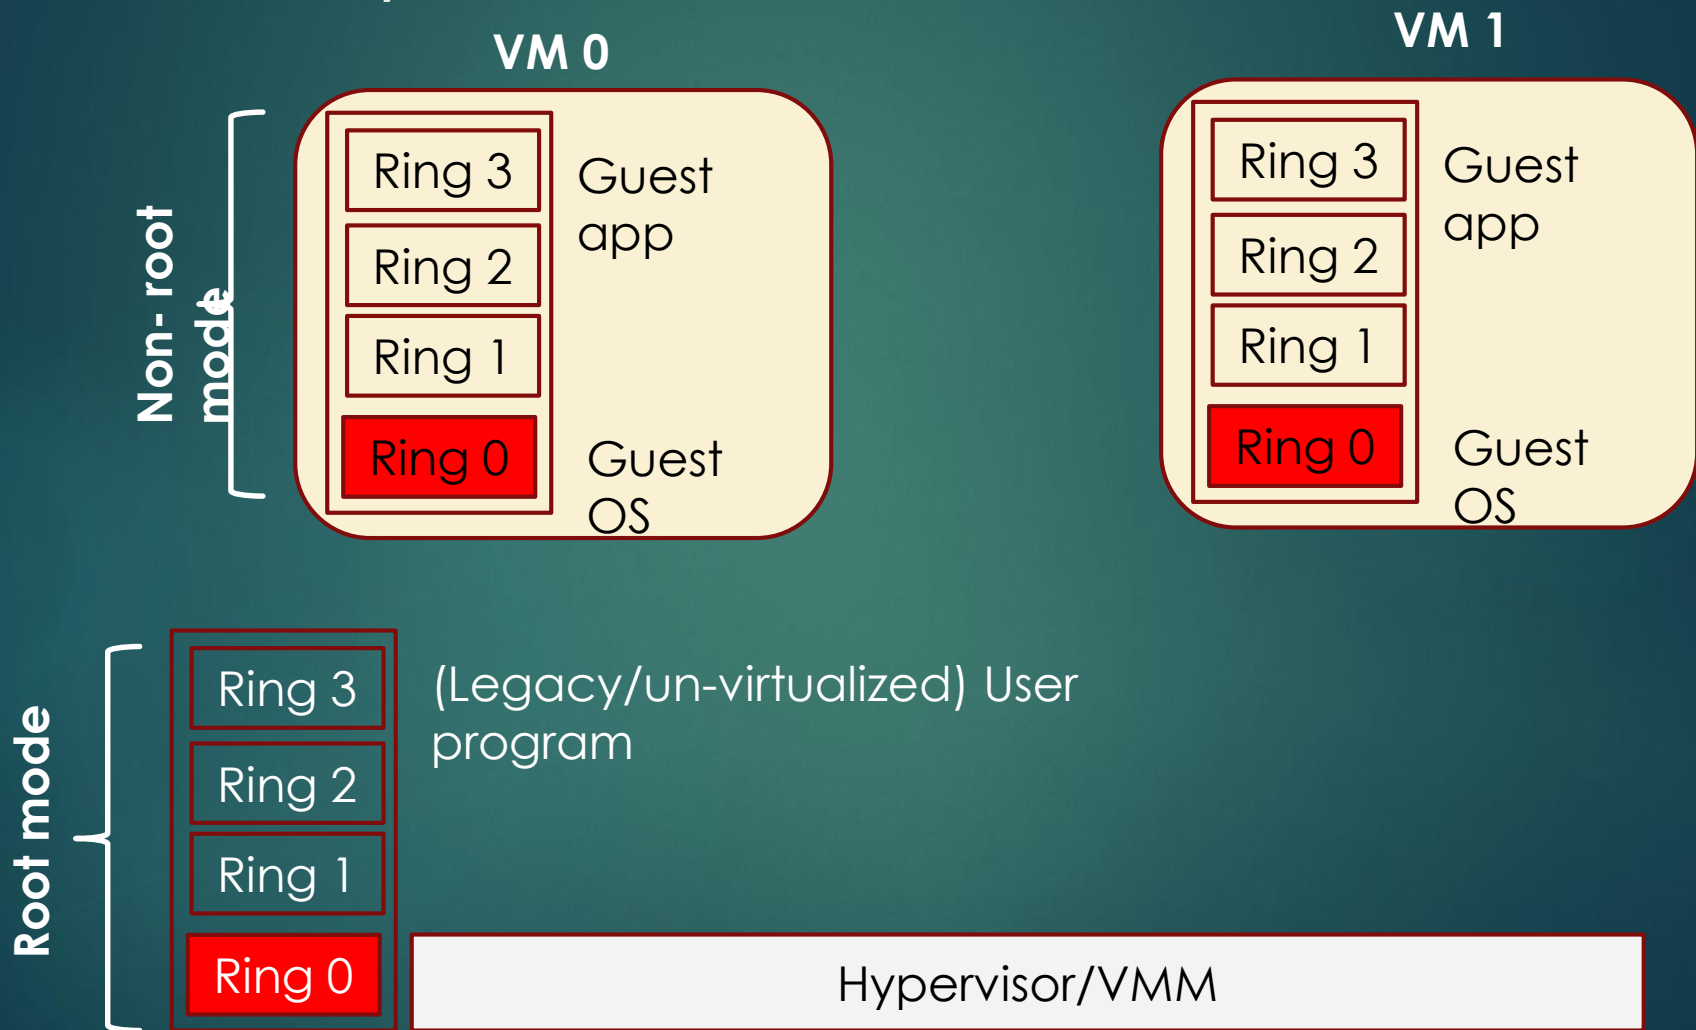 VM 0
VM 1
Non- root
mode
Ring 3
Guest
app
Ring 2
Ring 1
Ring 0
Guest
OS
Ring 3
Guest
app
Ring 2
Ring 1
Ring 0
Guest
OS
Root mode
Ring 3
(Legacy/un-virtualized) User
program
Ring 2
Ring 1
Ring 0
Hypervisor/VMM